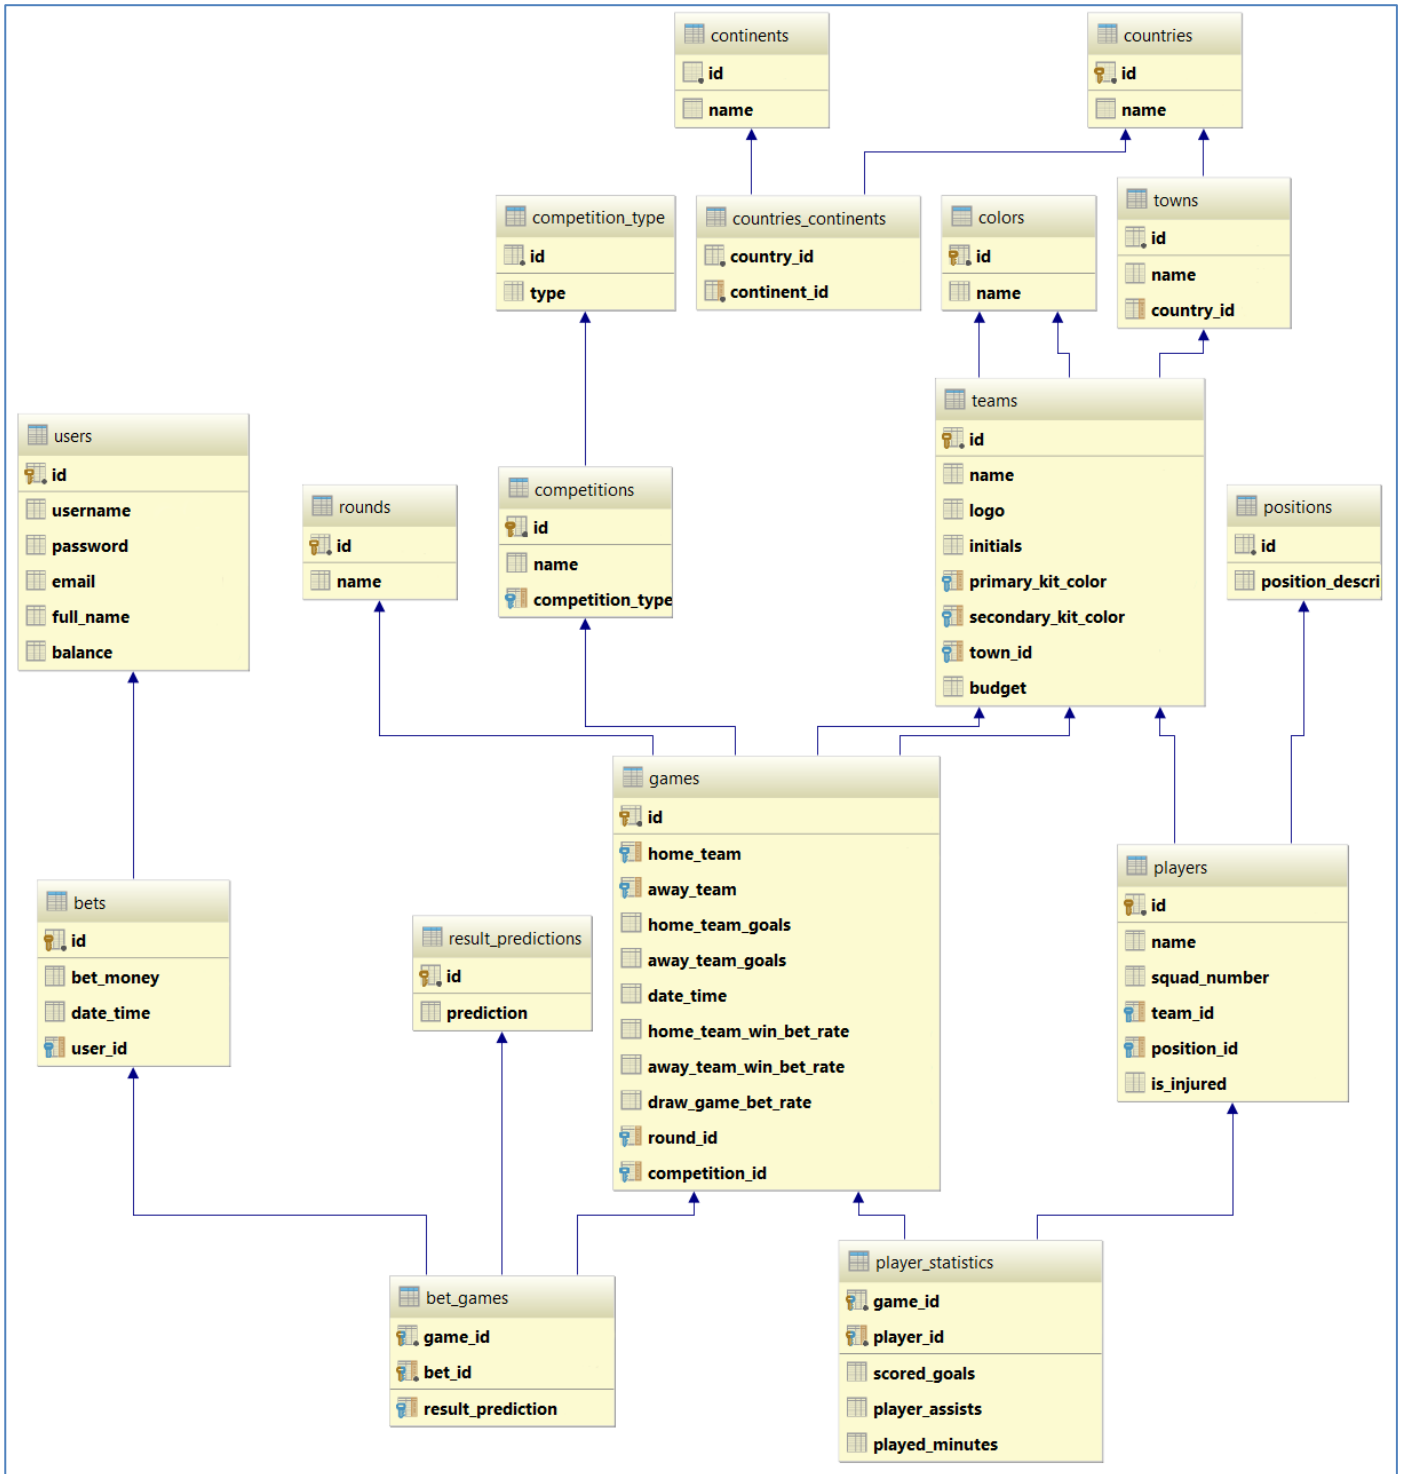 continents
id
name
countries
id
name
competition_type
id
type
countries_continents
country_id
continent_id
colors
id
name
towns
id
name
country_id
users
id
username
password
email
full_name
balance
rounds
id
name
competitions
id
name
competition_type
teams
id
name
logo
initials
primary_kit_color
secondary_kit_color
town_id
budget
positions
id
position_descri
games
id
home_team
away_team
home_team_goals
away_team_goals
date_time
home_team_win_bet_rate
away_team_win_bet_rate
draw_game_bet_rate
round_id
competition_id
bets
id
bet_money
date_time
user_id
result_predictions
id
prediction
players
id
name
squad_number
team_id
position_id
is_injured
bet_games
game_id
bet_id
result_prediction
player_statistics
game_id
player_id
scored_goals
player_assists
played_minutes